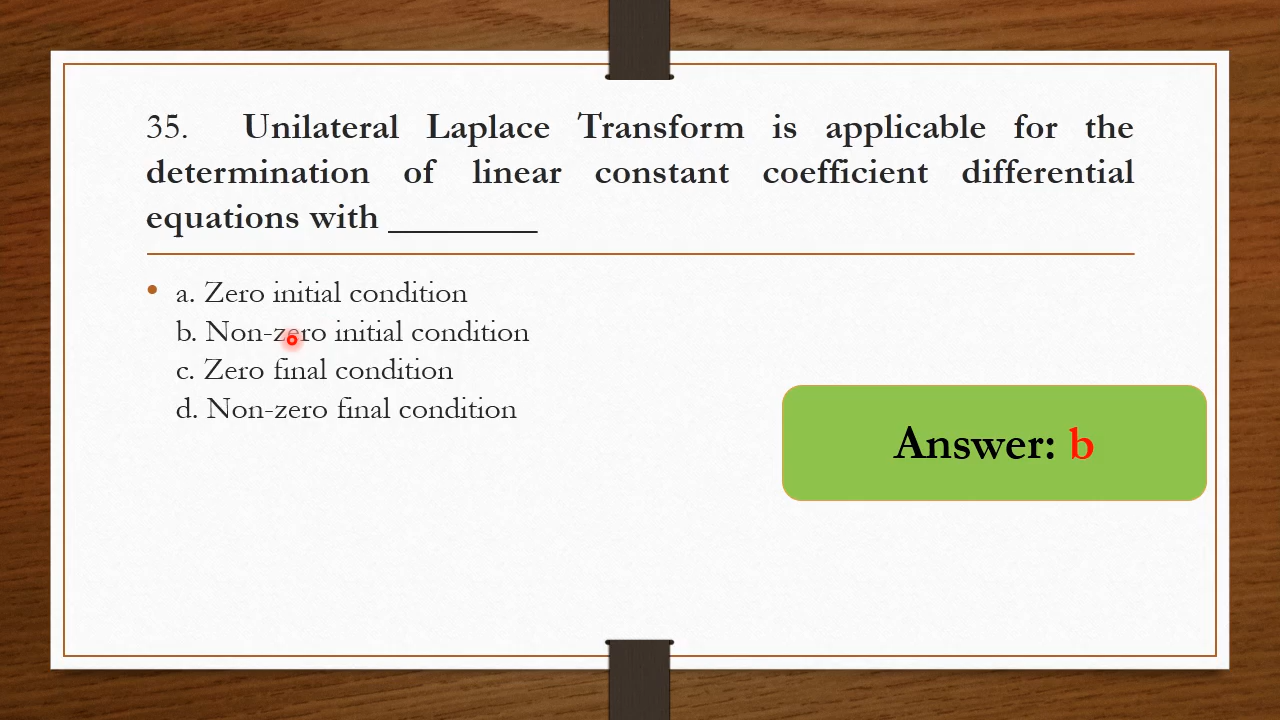 35. Unilateral Laplace Transform is applicable for the
determination of linear constant coefficient differential
equations with ________
• a. Zero initial condition
b. Non-zero initial condition
c. Zero final condition
d. Non-zero final condition
Answer: b